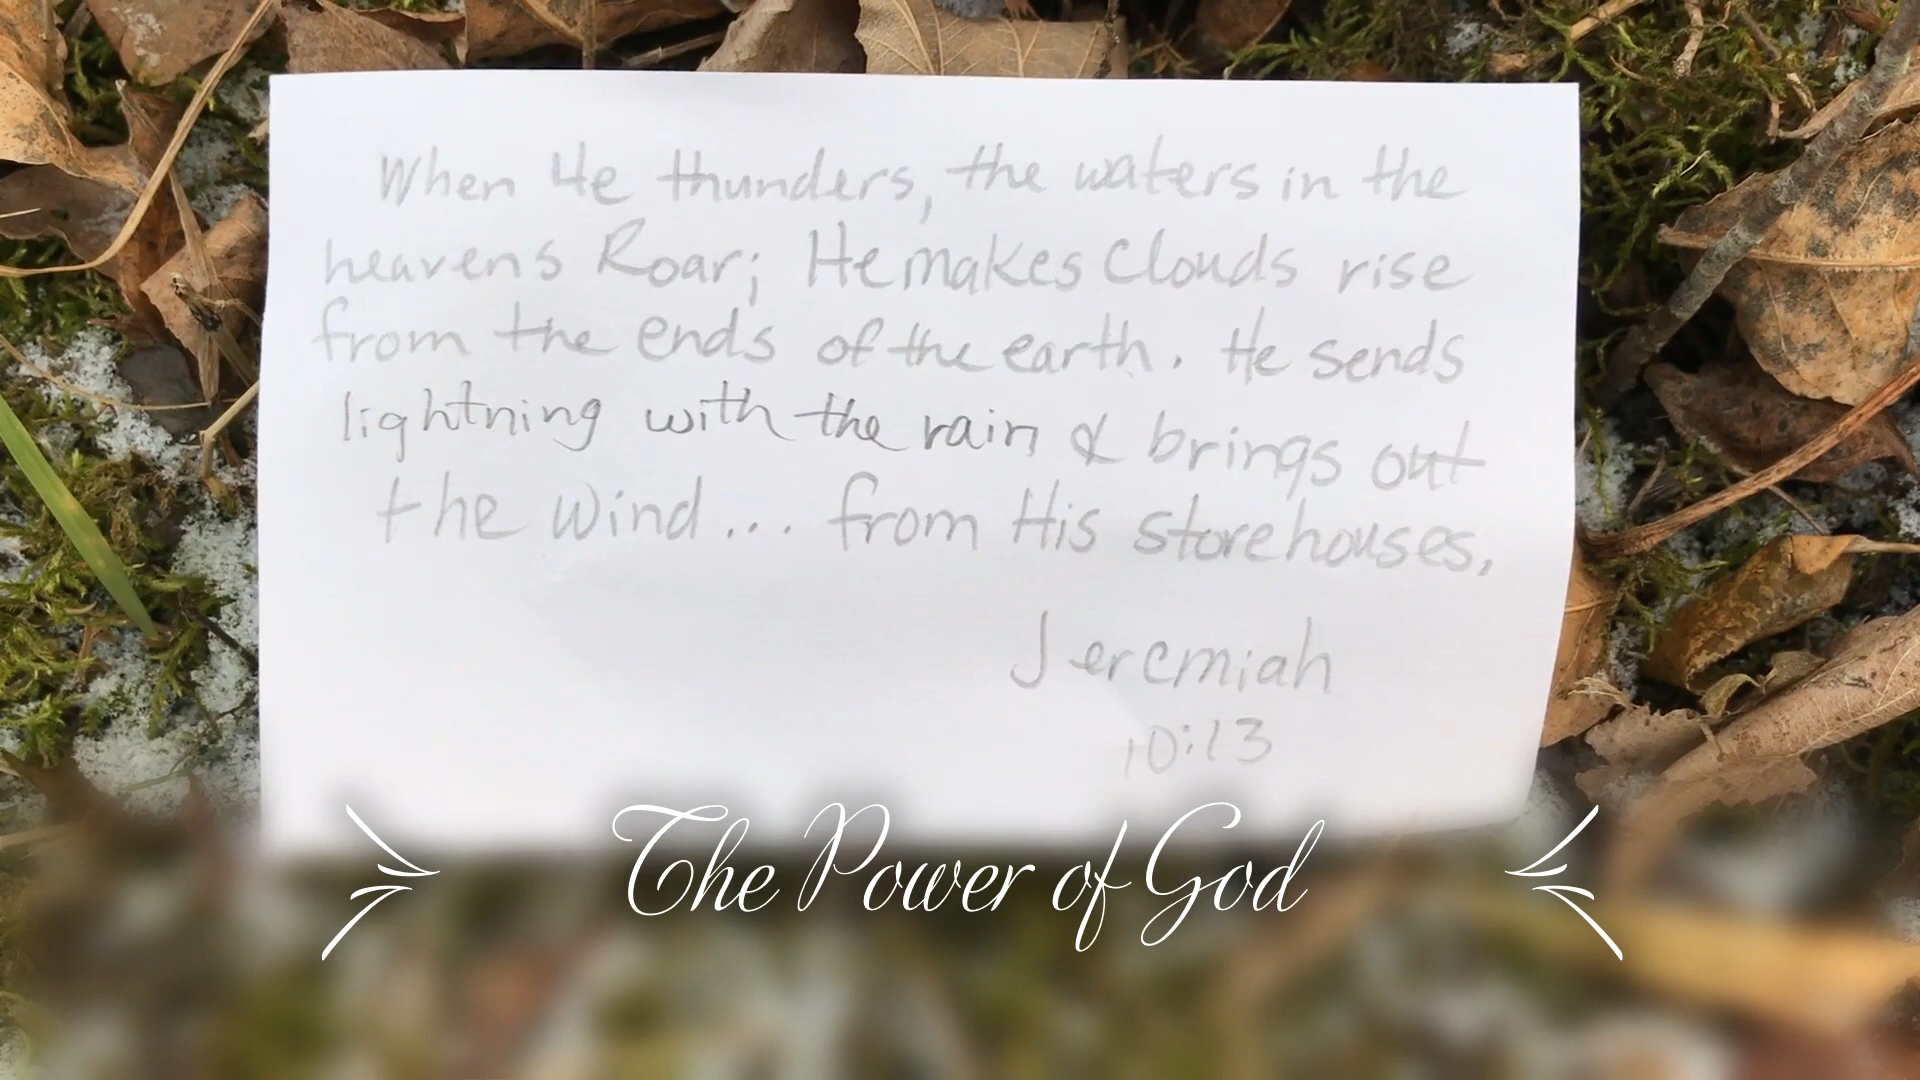 When He thunders, the waters in the
heavens Roar; He makes Clouds rise
from the ends of the earth. He sends
lightning with the rain & brings out
the wind... from His storehouses,
Jeremiah
10:13
The Power of God